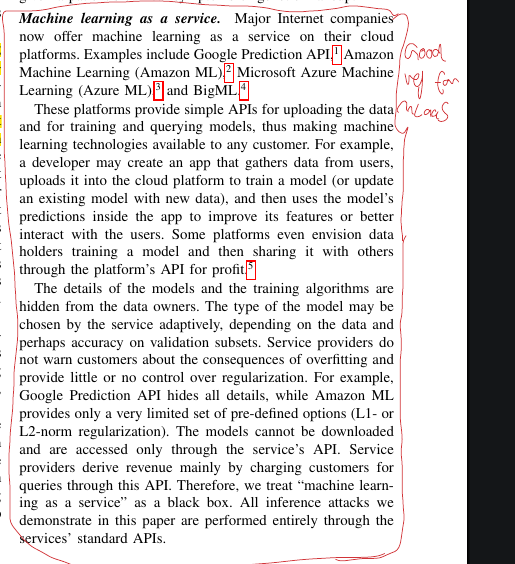 Machine learning as a service. Major Internet companies
now offer machine learning as a service on their cloud
platforms. Examples include Google Prediction API,1 Amazon
Machine Learning (Amazon ML),2 Microsoft Azure Machine
Learning (Azure ML),3 and BigML.4
These platforms provide simple APIs for uploading the data
and for training and querying models, thus making machine
learning technologies available to any customer. For example,
a developer may create an app that gathers data from users,
uploads it into the cloud platform to train a model (or update
an existing model with new data), and then uses the model's
predictions inside the app to improve its features or better
interact with the users. Some platforms even envision data
holders training a model and then sharing it with others
through the platform's API for profit.5
The details of the models and the training algorithms are
hidden from the data owners. The type of the model may be
chosen by the service adaptively, depending on the data and
perhaps accuracy on validation subsets. Service providers do
not warn customers about the consequences of overfitting and
provide little or no control over regularization. For example,
Google Prediction API hides all details, while Amazon ML
provides only a very limited set of pre-defined options (L1- or
L2-norm regularization). The models cannot be downloaded
and are accessed only through the service's API. Service
providers derive revenue mainly by charging customers for
queries through this API. Therefore, we treat "machine learn-
ing as a service" as a black box. All inference attacks we
demonstrate in this paper are performed entirely through the
services' standard APIs.
Good
ref for
MLaaS